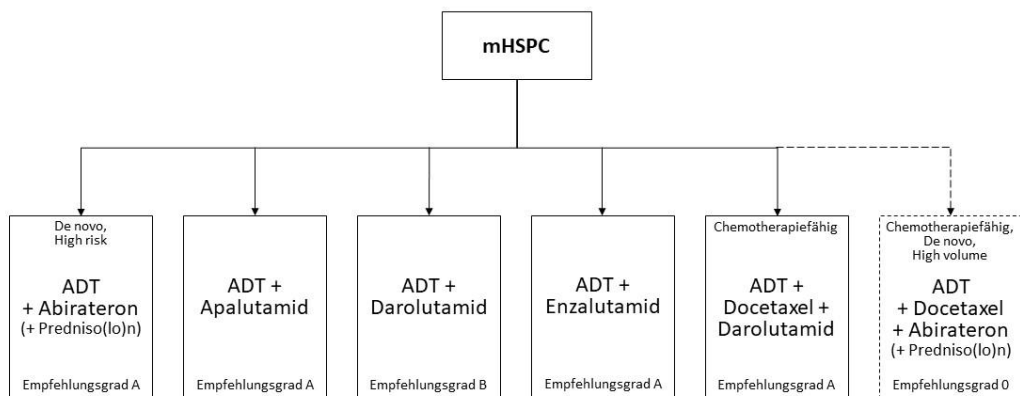 mHSPC
De novo,
High risk
ADT
+ Abirateron
(+ Predniso(lo)n)
Empfehlungsgrad A
ADT +
Apalutamid
Empfehlungsgrad A
ADT +
Darolutamid
Empfehlungsgrad B
ADT +
Enzalutamid
Empfehlungsgrad A
Chemotherapiefähig
ADT +
Docetaxel +
Darolutamid
Empfehlungsgrad A
Chemotherapiefähig,
De novo,
High volume
ADT
+ Docetaxel
+ Abirateron
(+ Predniso(lo)n)
Empfehlungsgrad 0